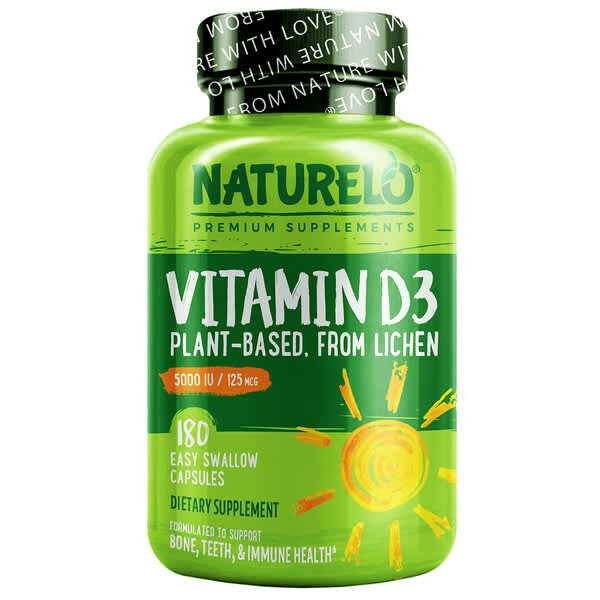 FROM NATURE WITH LOVE®
NATURELO®
PREMIUM SUPPLEMENTS
VITAMIN D3
PLANT-BASED, FROM LICHEN
5000 IU / 125 MCG
180
EASY SWALLOW
CAPSULES
DIETARY SUPPLEMENT
FORMULATED TO SUPPORT
BONE, TEETH, & IMMUNE HEALTH‡